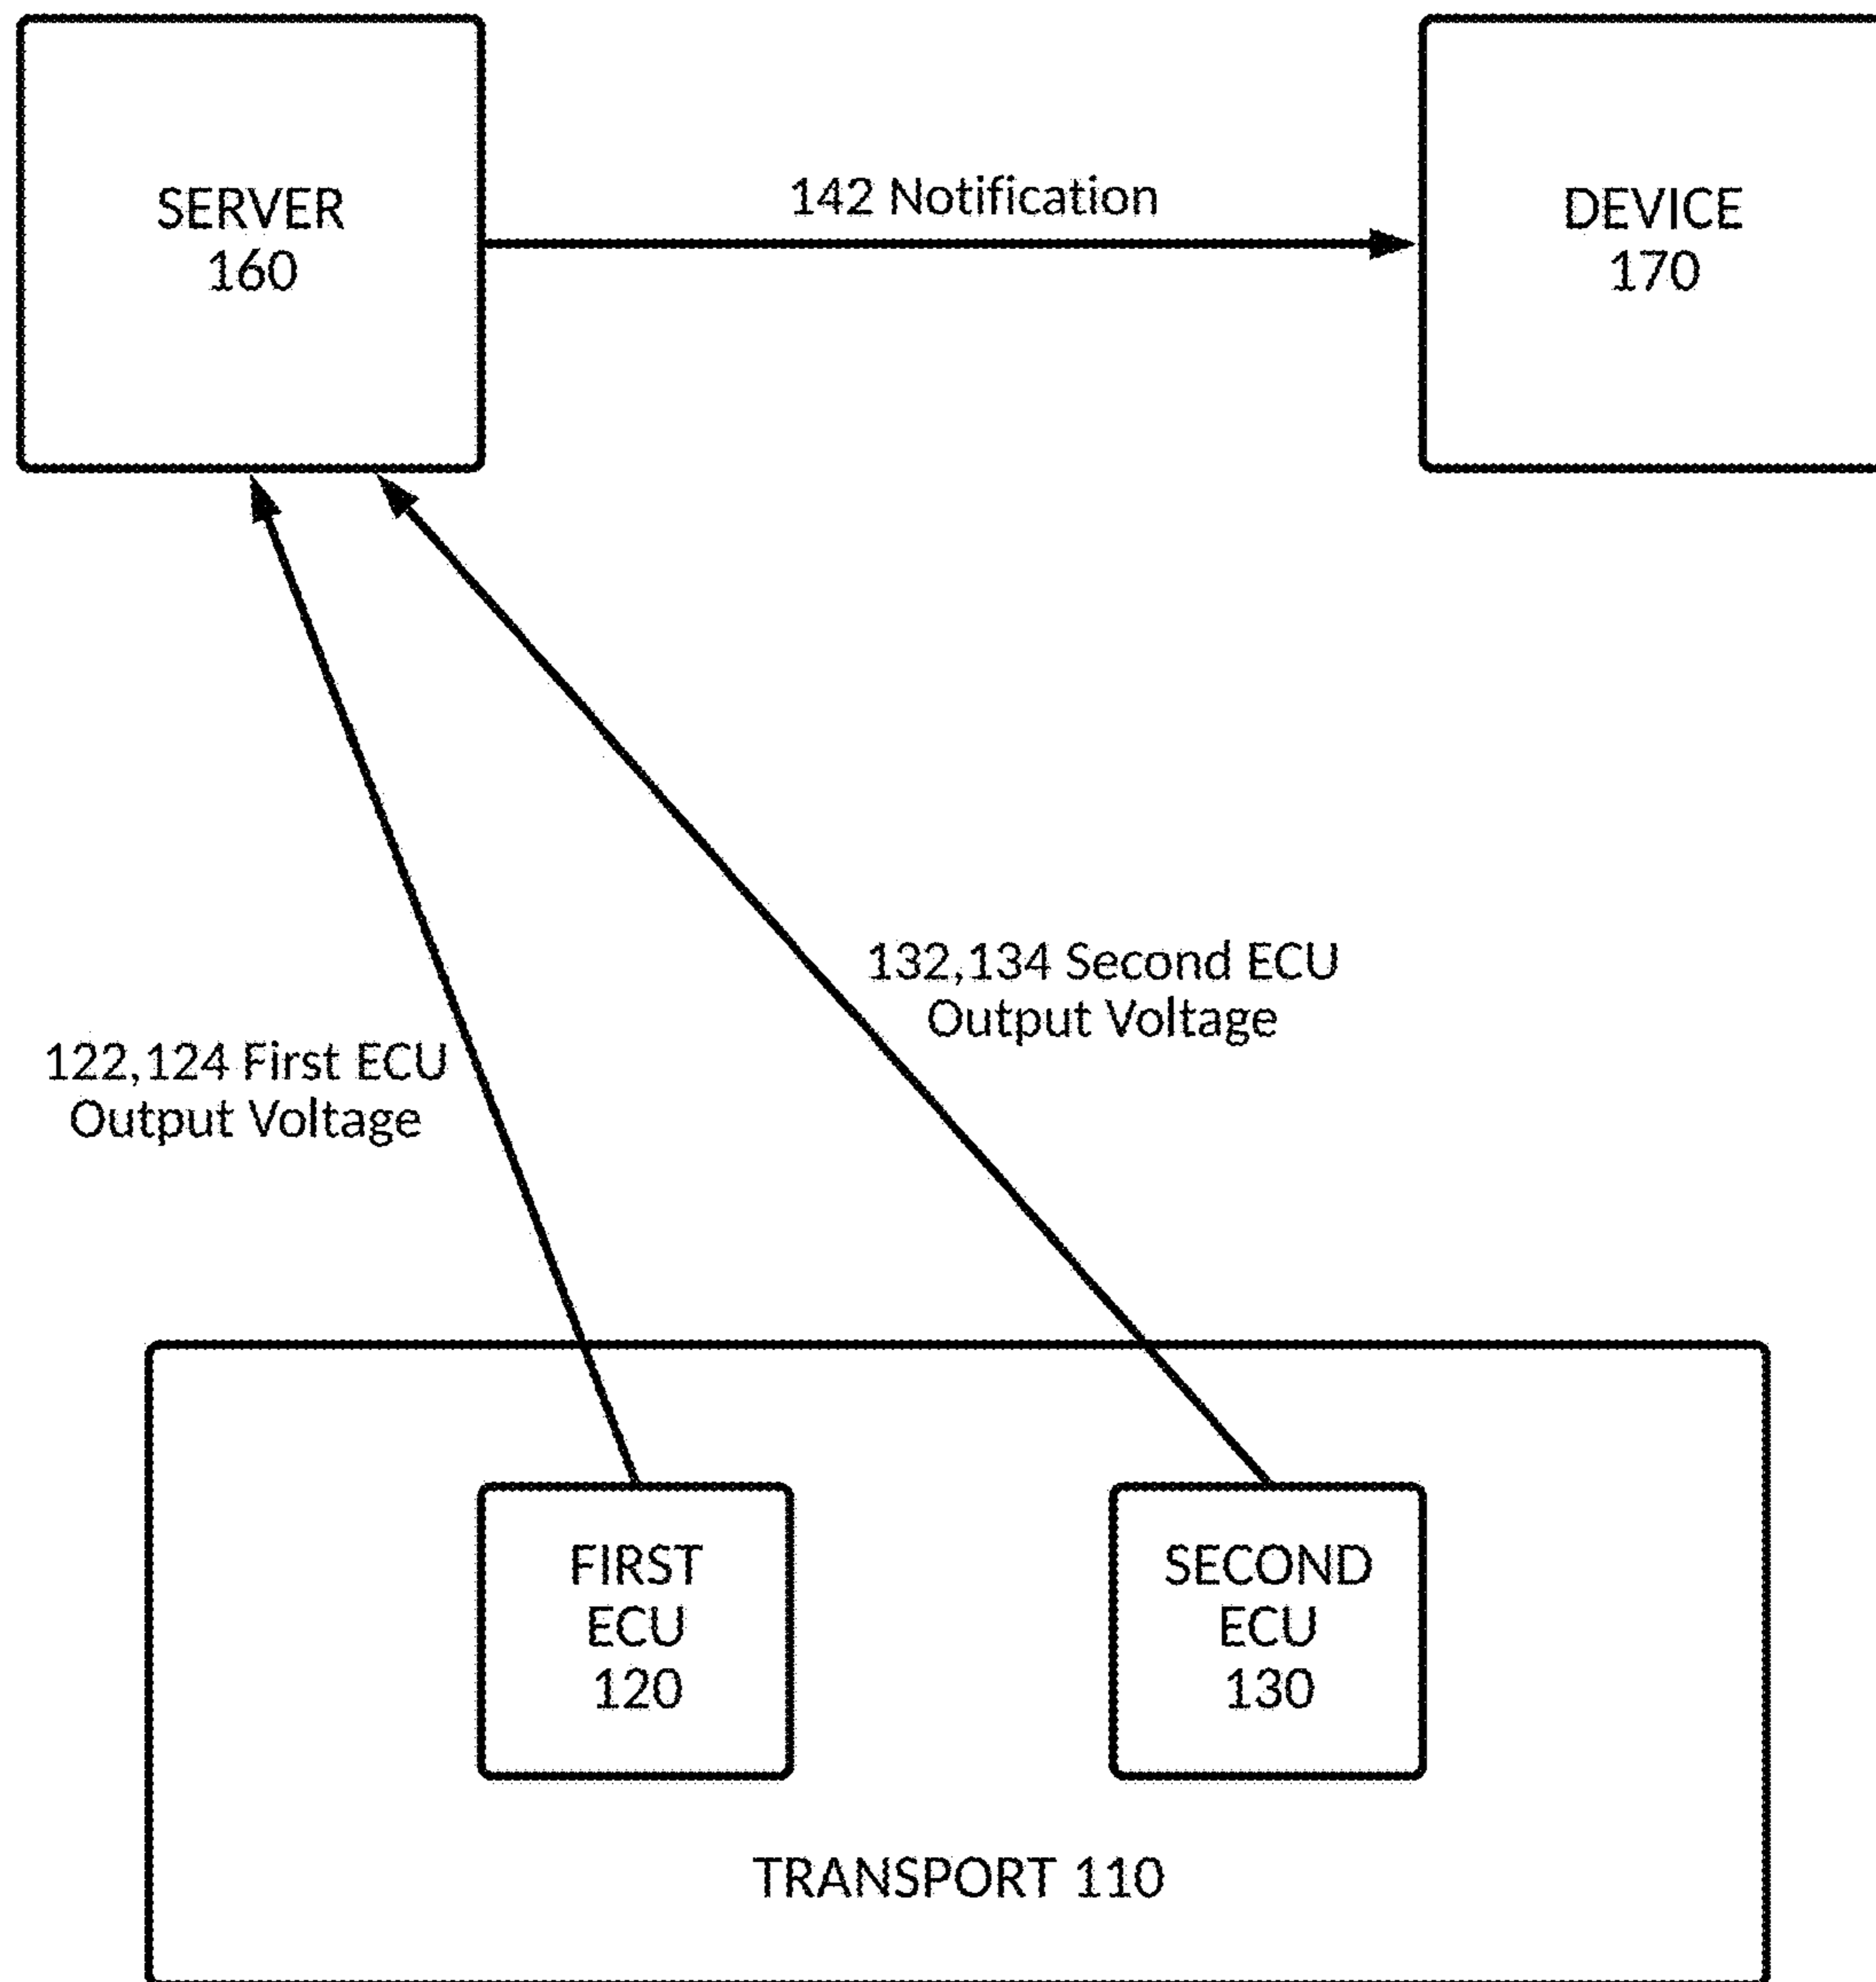 SERVER
160
142 Notification
DEVICE
170
132,134 Second ECU
Output Voltage
122,124 First ECU
Output Voltage
FIRST
ECU
120
SECOND
ECU
130
TRANSPORT 110